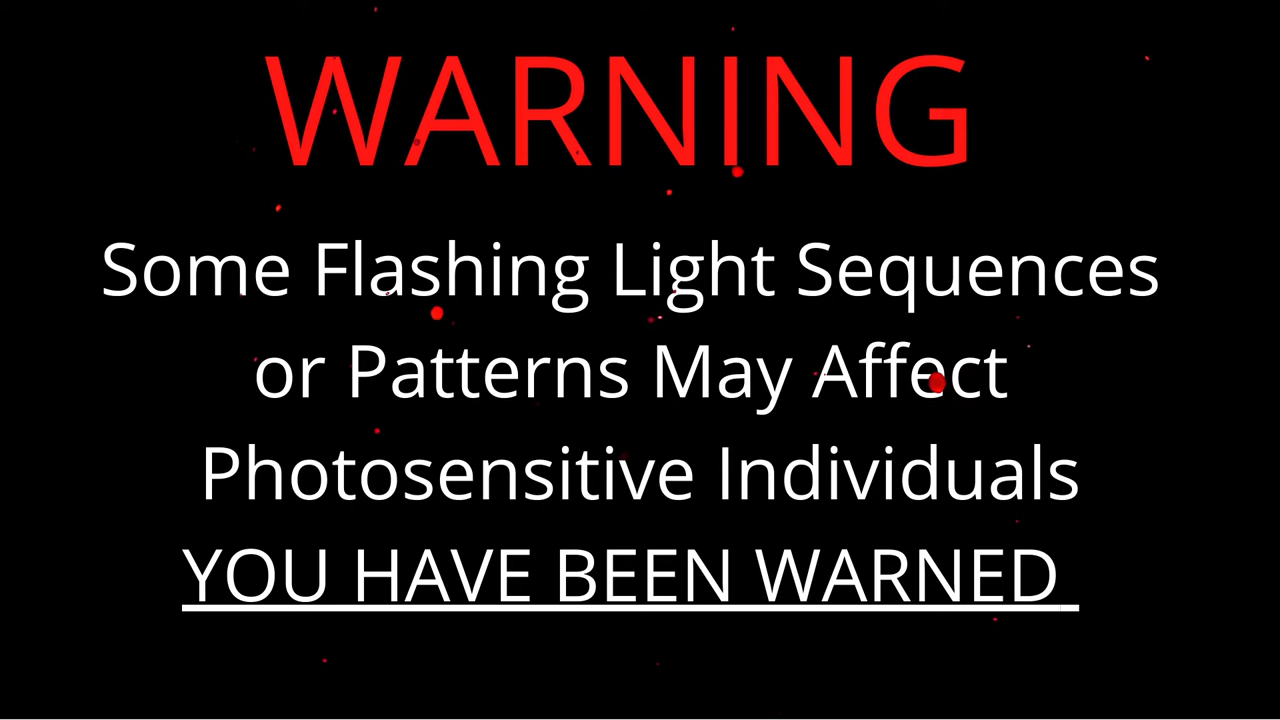 WARNING
Some Flashing Light Sequences
or Patterns May Affect
Photosensitive Individuals
YOU HAVE BEEN WARNED